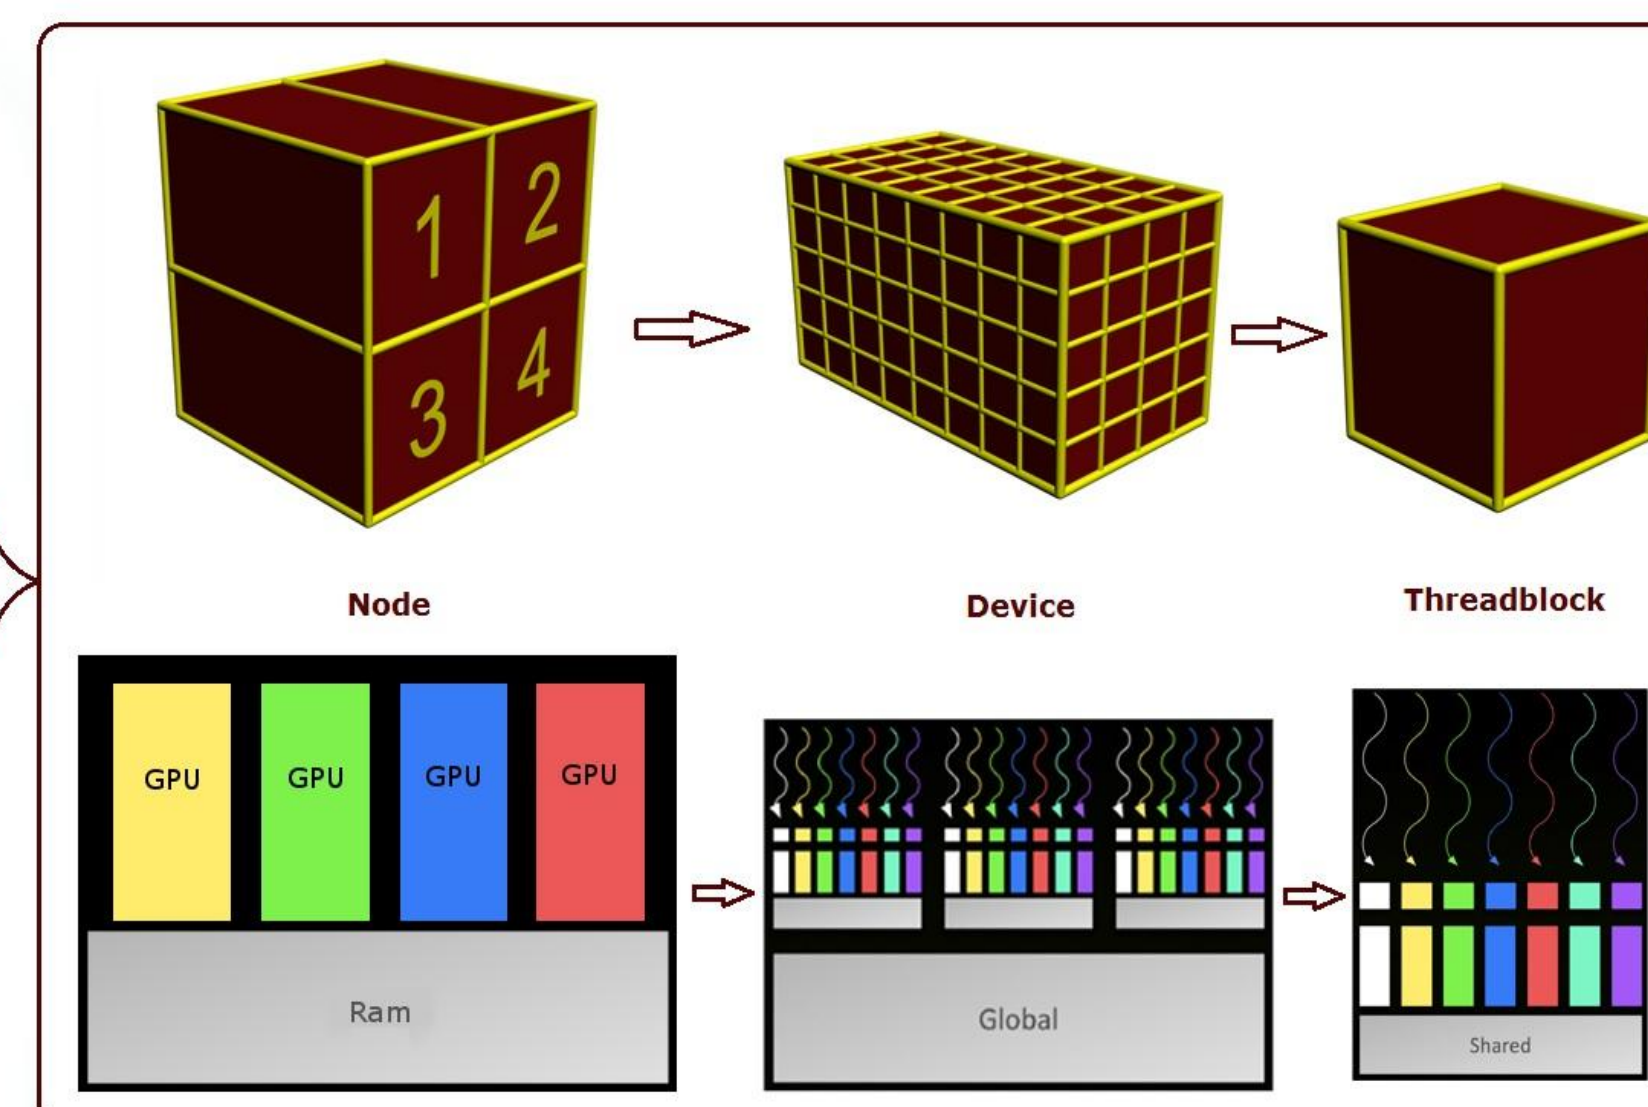 1
2
3
4
Node
Device
Threadblock
GPU
GPU
GPU
GPU
Ram
Global
Shared